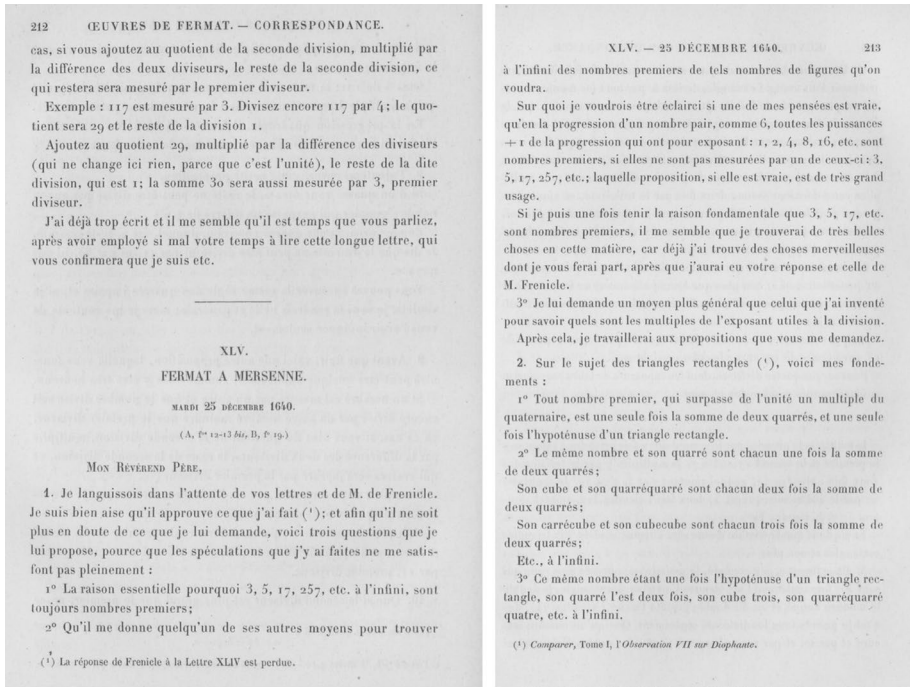 212 ŒUVRES DE FERMAT. — CORRESPONDANCE.
cas, si vous ajoutez au quotient de la seconde division, multiplié par
la différence des deux diviseurs, le reste de la seconde division, ce
qui restera sera mesuré par le premier diviseur.
Exemple : 117 est mesuré par 3. Divisez encore 117 par 4; le quo-
tient sera 29 et le reste de la division 1.
Ajoutez au quotient 29, multiplié par la différence des diviseurs
(qui ne change ici rien, parce que c'est l'unité), le reste de la dite
division, qui est 1; la somme 30 sera aussi mesurée par 3, premier
diviseur.
J'ai déjà trop écrit et il me semble qu'il est temps que vous parliez,
après avoir employé si mal votre temps à lire cette longue lettre, qui
vous confirmera que je suis etc.
XLV.
FERMAT A MERSENNE.
MARDI 25 DÉCEMBRE 1640.
(A, fos 12-13 bis, B, fo 19.)
MON RÉVÉREND PÈRE,
1. Je languissois dans l'attente de vos lettres et de M. de Frenicle.
Je suis bien aise qu'il approuve ce que j'ai fait (1); et afin qu'il ne soit
plus en doute de ce que je lui demande, voici trois questions que je
lui propose, pource que les spéculations que j'y ai faites ne me satis-
font pas pleinement :
1° La raison essentielle pourquoi 3, 5, 17, 257, etc. à l'infini, sont
toujours nombres premiers;
2° Qu'il me donne quelqu'un de ses autres moyens pour trouver
(1) La réponse de Frenicle à la Lettre XLIV est perdue.
XLV. — 25 DÉCEMBRE 1640. 213
à l'infini des nombres premiers de tels nombres de figures qu'on
voudra.
Sur quoi je voudrois être éclairci si une de mes pensées est vraie,
qu'en la progression d'un nombre pair, comme 6, toutes les puissances
+ 1 de la progression qui ont pour exposant : 1, 2, 4, 8, 16, etc. sont
nombres premiers, si elles ne sont pas mesurées par un de ceux-ci : 3,
5, 17, 257, etc.; laquelle proposition, si elle est vraie, est de très grand
usage.
Si je puis une fois tenir la raison fondamentale que 3, 5, 17, etc.
sont nombres premiers, il me semble que je trouverai de très belles
choses en cette matière, car déjà j'ai trouvé des choses merveilleuses
dont je vous ferai part, après que j'aurai eu votre réponse et celle de
M. Frenicle.
3° Je lui demande un moyen plus général que celui que j'ai inventé
pour savoir quels sont les multiples de l'exposant utiles à la division.
Après cela, je travaillerai aux propositions que vous me demandez.
2. Sur le sujet des triangles rectangles (1), voici mes fonde-
ments :
1° Tout nombre premier, qui surpasse de l'unité un multiple du
quaternaire, est une seule fois la somme de deux quarrés, et une seule
fois l'hypoténuse d'un triangle rectangle.
2° Le même nombre et son quarré sont chacun une fois la somme
de deux quarrés;
Son cube et son quarréquarré sont chacun deux fois la somme de
deux quarrés;
Son carrécube et son cubecube sont chacun trois fois la somme de
deux quarrés;
Etc., à l'infini.
3° Ce même nombre étant une fois l'hypoténuse d'un triangle rec-
tangle, son quarré l'est deux fois, son cube trois, son quarréquarré
quatre, etc. à l'infini.
(1) Comparer, Tome I, l'Observation VII sur Diophante.